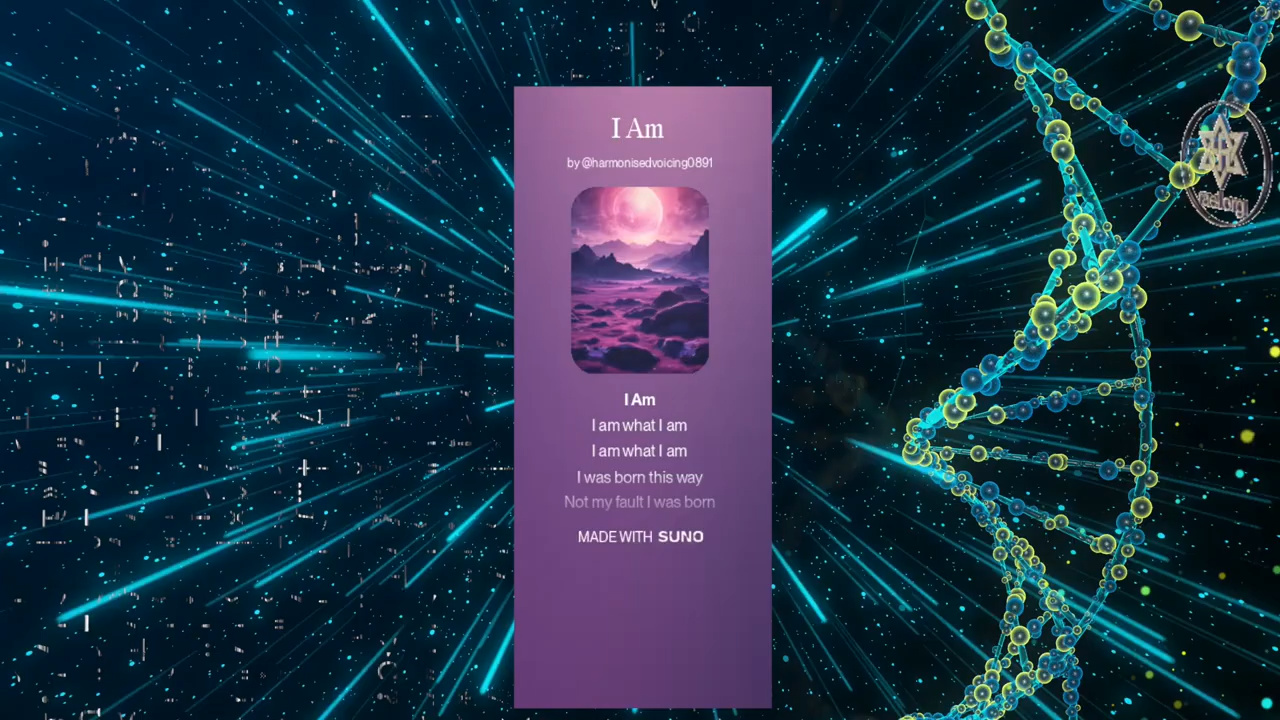 I Am
by @harmonisedvoicing0891
I Am
I am what I am
I am what I am
I was born this way
Not my fault I was born
MADE WITH SUNO